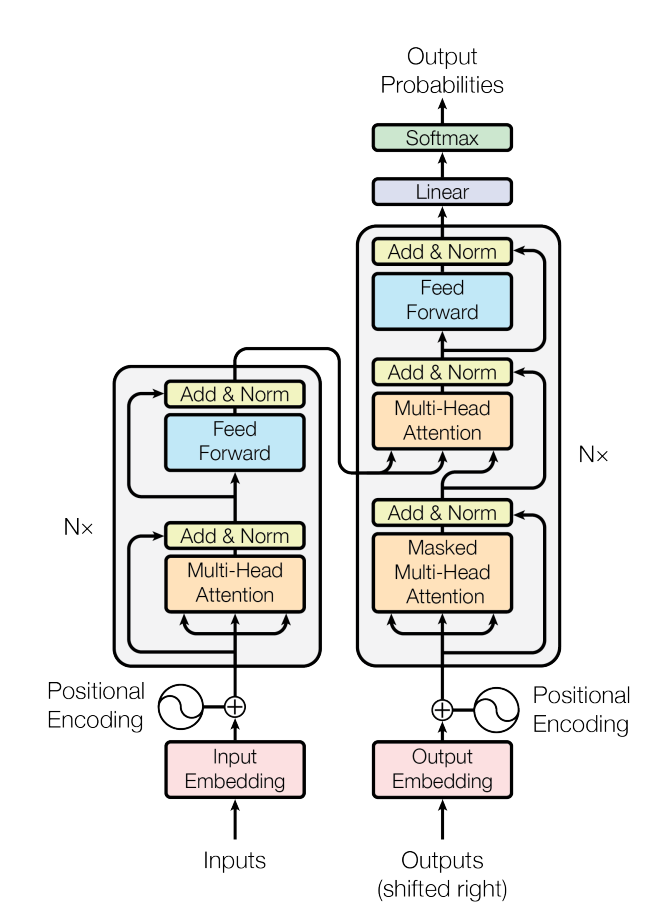 Output
Probabilities
Softmax
Linear
Add & Norm
Feed
Forward
Add & Norm
Multi-Head
Attention
Add & Norm
Masked
Multi-Head
Attention
Nx
Add & Norm
Feed
Forward
Add & Norm
Multi-Head
Attention
Nx
Positional
Encoding
Positional
Encoding
Input
Embedding
Output
Embedding
Inputs
Outputs
(shifted right)